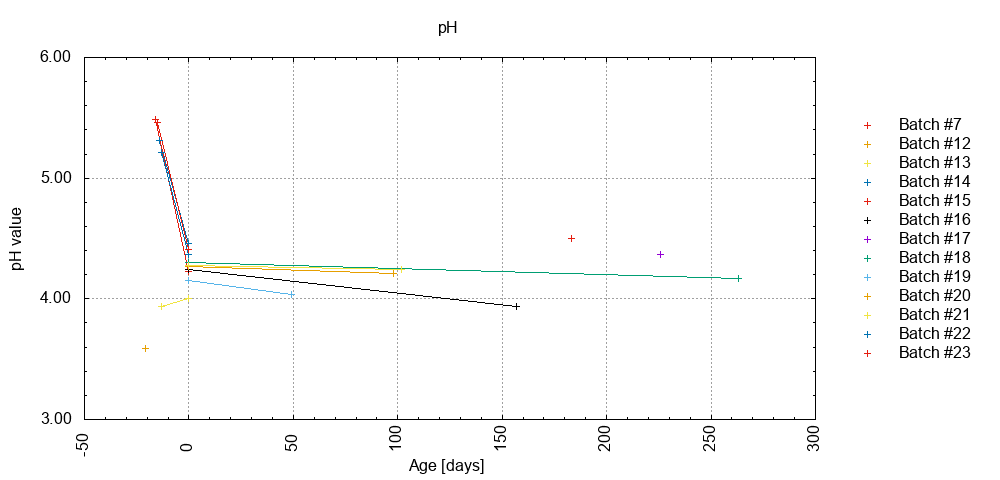 pH
6.00
5.00
4.00
3.00
pH value
-50
0
50
100
150
200
250
300
Age [days]
Batch #7
Batch #12
Batch #13
Batch #14
Batch #15
Batch #16
Batch #17
Batch #18
Batch #19
Batch #20
Batch #21
Batch #22
Batch #23